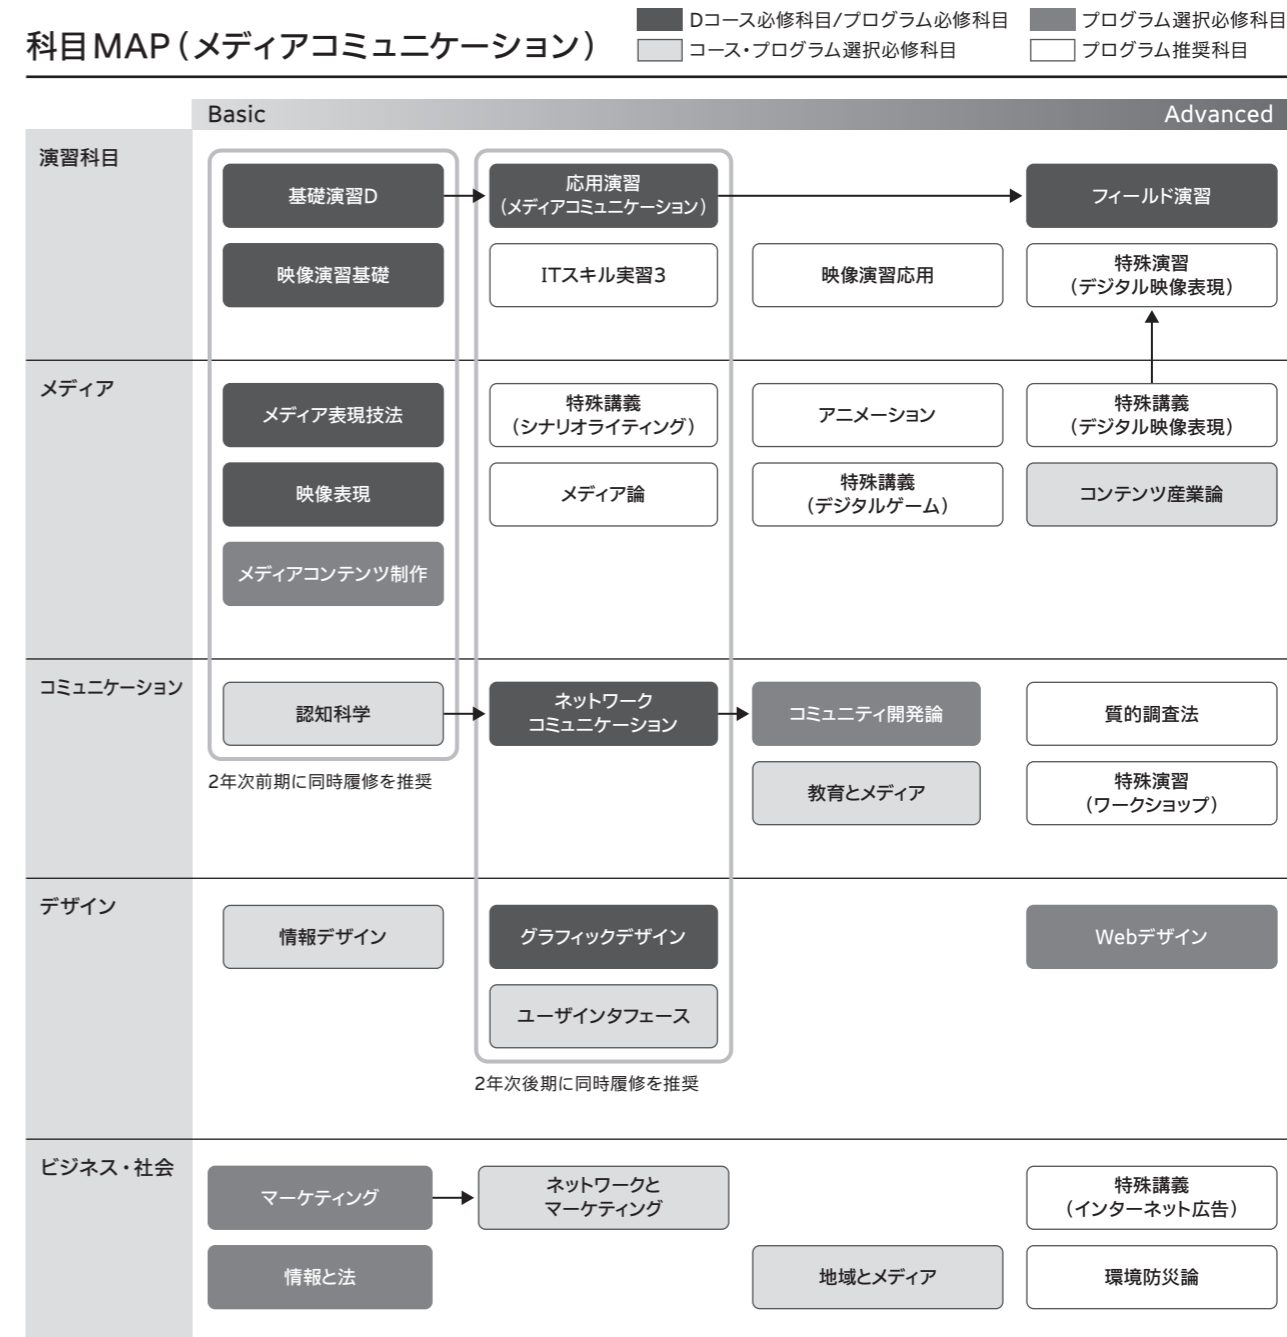 科目MAP（メディアコミュニケーション）
Dコース必修科目/プログラム必修科目
プログラム選択必修科目
コース・プログラム選択必修科目
プログラム推奨科目
Basic
Advanced
演習科目
基礎演習D
応用演習
（メディアコミュニケーション）
フィールド演習
映像演習基礎
ITスキル実習3
映像演習応用
特殊演習
（デジタル映像表現）
メディア
メディア表現技法
特殊講義
（シナリオライティング）
アニメーション
特殊講義
（デジタル映像表現）
映像表現
メディア論
特殊講義
（デジタルゲーム）
コンテンツ産業論
メディアコンテンツ制作
コミュニケーション
認知科学
ネットワーク
コミュニケーション
コミュニティ開発論
質的調査法
2年次前期に同時履修を推奨
教育とメディア
特殊演習
（ワークショップ）
デザイン
情報デザイン
グラフィックデザイン
Webデザイン
ユーザインタフェース
2年次後期に同時履修を推奨
ビジネス・社会
マーケティング
ネットワークと
マーケティング
特殊講義
（インターネット広告）
情報と法
地域とメディア
環境防災論